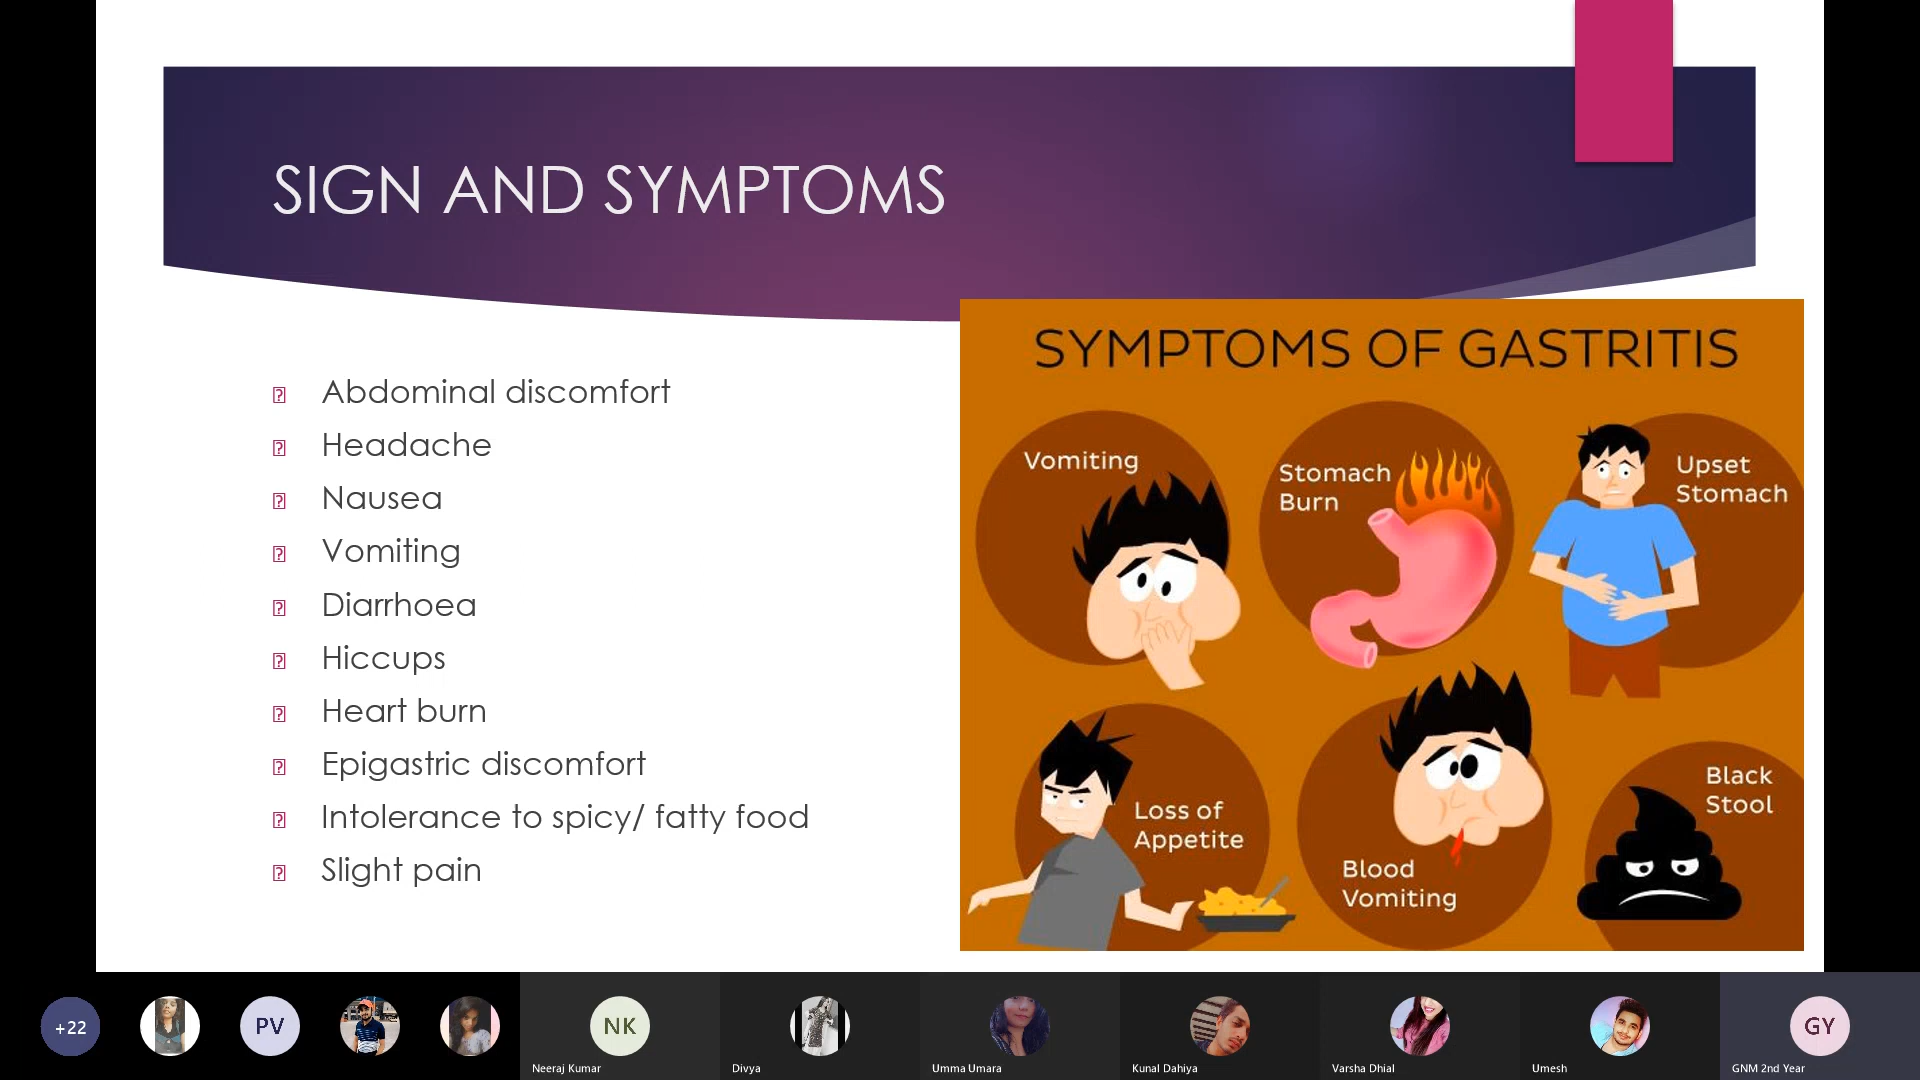 SIGN AND SYMPTOMS
Abdominal discomfort
Headache
Nausea
Vomiting
Diarrhoea
Hiccups
Heart burn
Epigastric discomfort
Intolerance to spicy/ fatty food
Slight pain
SYMPTOMS OF GASTRITIS
Vomiting
Stomach
Burn
Upset
Stomach
Loss of
Appetite
Blood
Vomiting
Black
Stool
+22
PV
NK
GY
Neeraj Kumar
Divya
Umma Umara
Kunal Dahiya
Varsha Dhial
Umesh
GNM 2nd Year